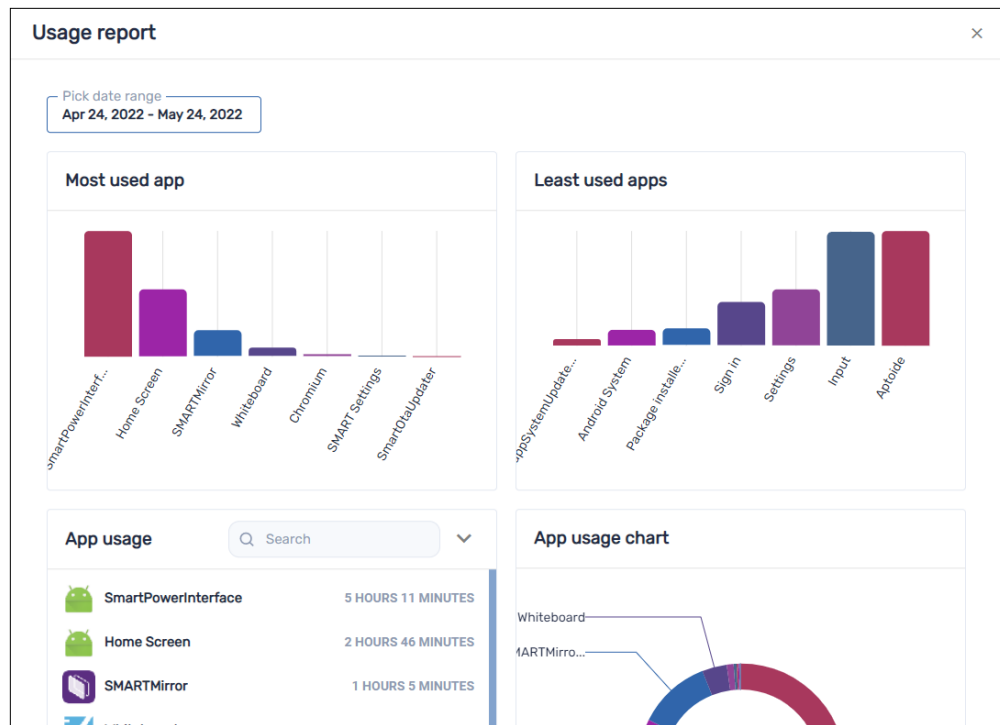 Usage report
Pick date range
Apr 24, 2022 - May 24, 2022
Most used app
SmartPowerInterf...
Home Screen
SMARTMirror
Whiteboard
Chromium
SMART Settings
SmartOtaUpdater
Least used apps
ppSystemUpdate...
Android System
Package installe...
Sign in
Settings
Input
Aptoide
App usage
Search
SmartPowerInterface 5 HOURS 11 MINUTES
Home Screen 2 HOURS 46 MINUTES
SMARTMirror 1 HOURS 5 MINUTES
App usage chart
Whiteboard
MARTMirro...